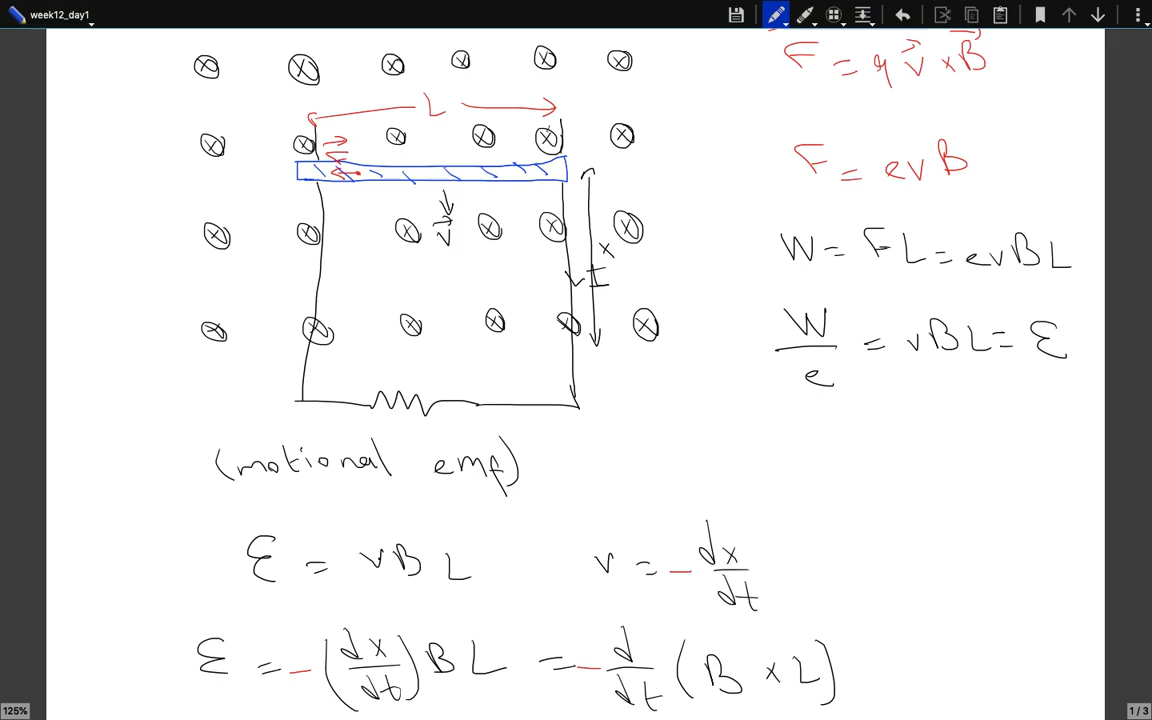 week12_day1
F = q v × B
L
F = evB
v
x
I
W = FL = evBL
W/e = vBL = ε
(motional emf)
ε = vBL v = - dx/dt
ε = - (dx/dt) BL = - d/dt (B x L)
125%
1 / 3